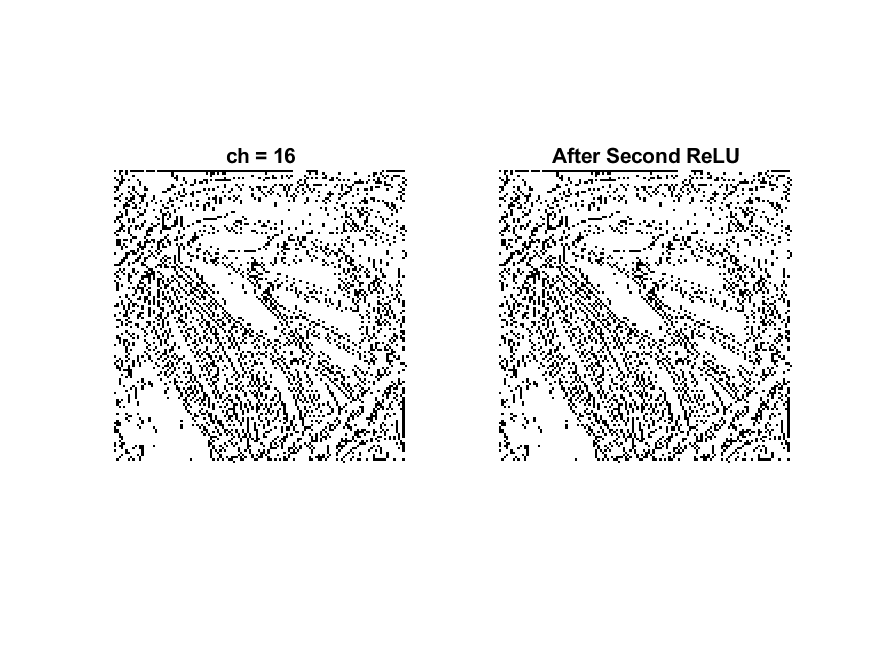 ch = 16
After Second ReLU